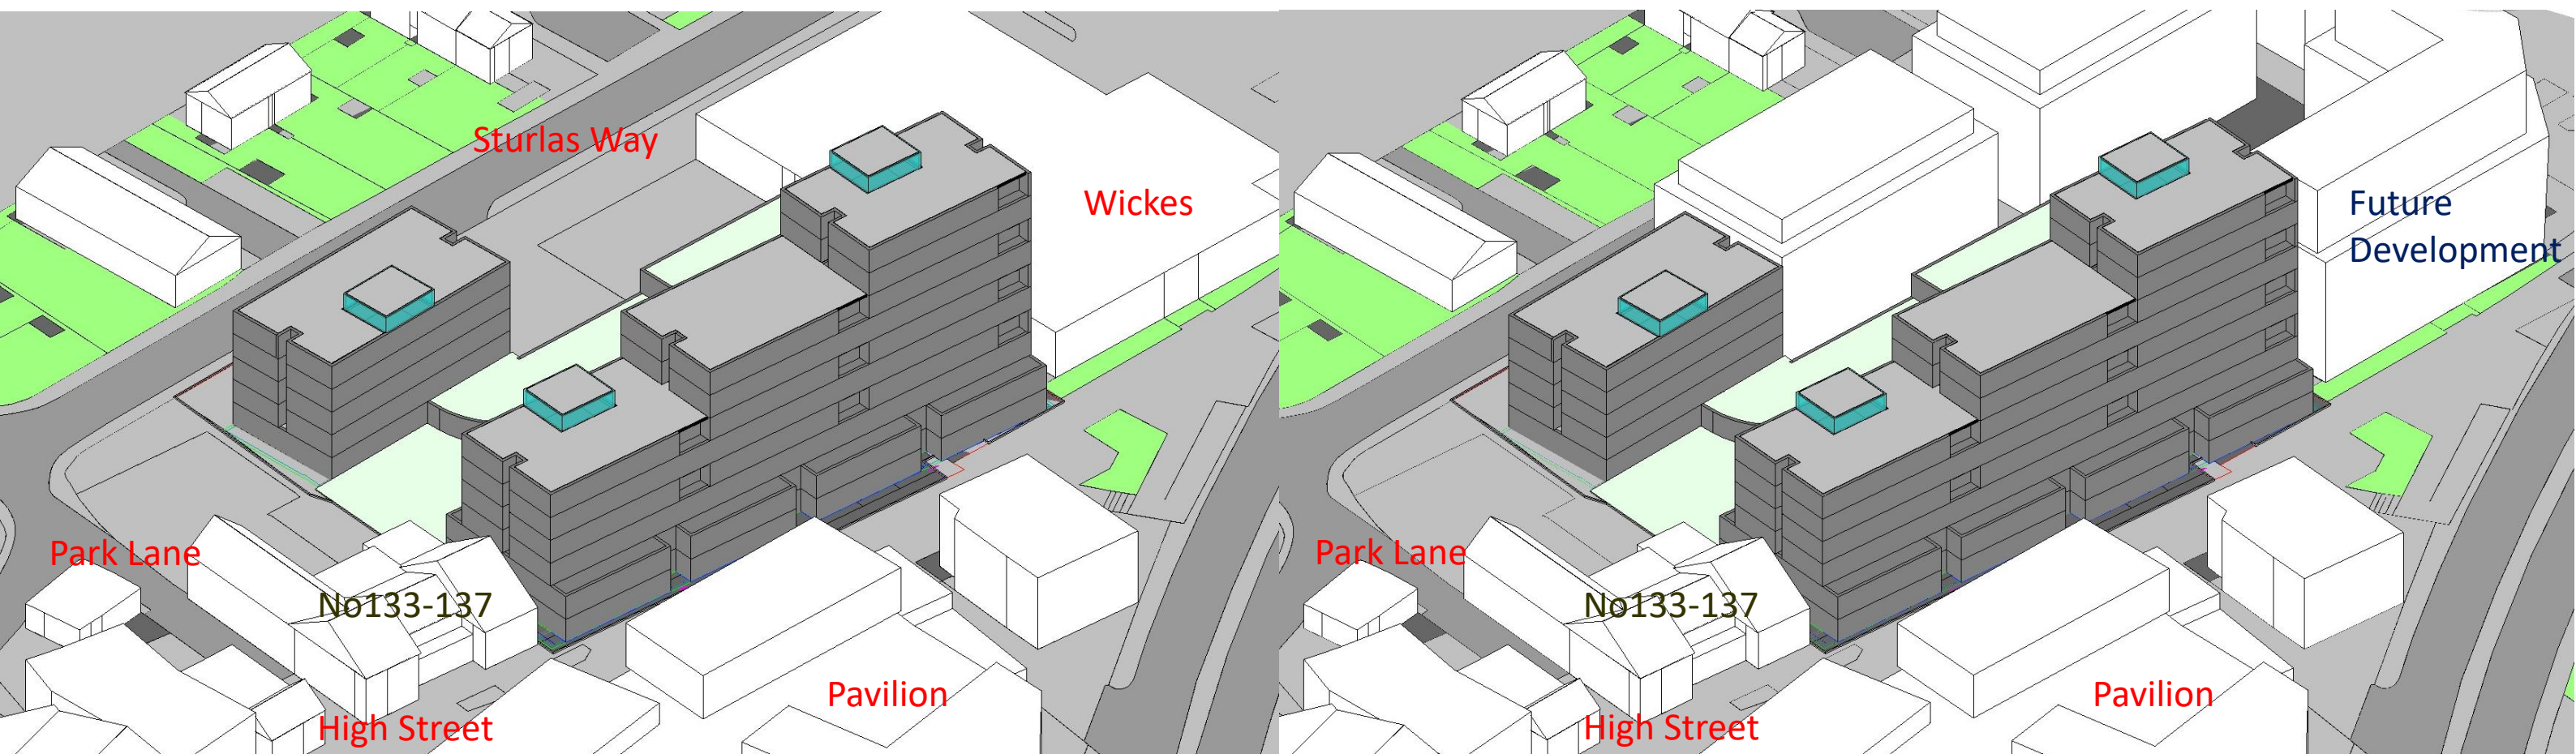 Sturlas Way
Wickes
Park Lane
No133-137
Pavilion
High Street
Future
Development
Park Lane
No133-137
Pavilion
High Street